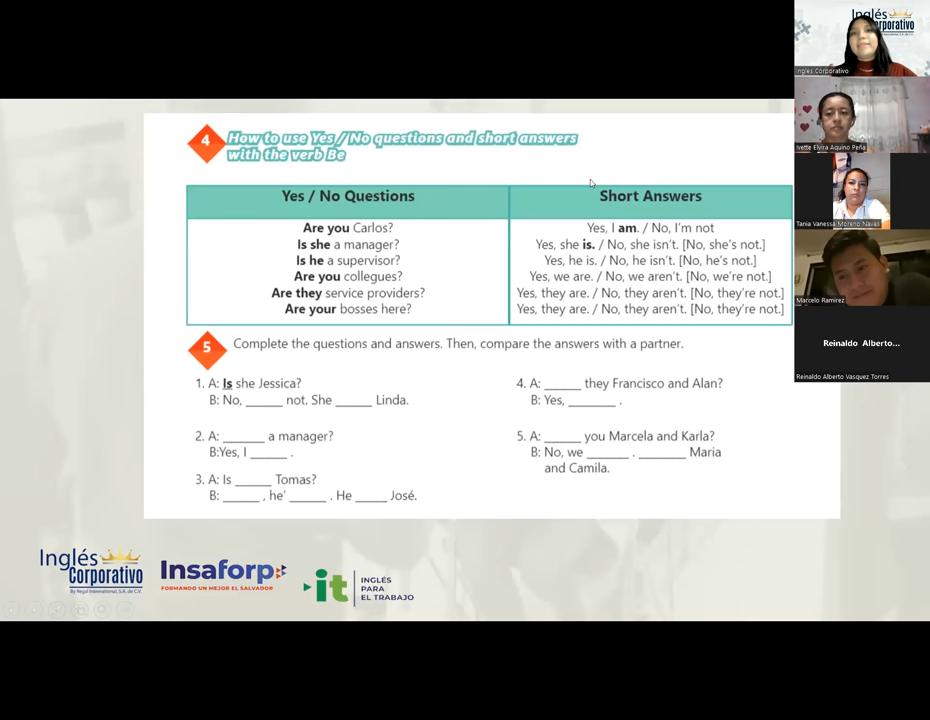 4
How to use Yes / No questions and short answers
with the verb Be
Yes / No Questions
Short Answers
Are you Carlos?
Yes, I am. / No, I'm not
Is she a manager?
Yes, she is. / No, she isn't. [No, she's not.]
Is he a supervisor?
Yes, he is. / No, he isn't. [No, he's not.]
Are you collegues?
Yes, we are. / No, we aren't. [No, we're not.]
Are they service providers?
Yes, they are. / No, they aren't. [No, they're not.]
Are your bosses here?
Yes, they are. / No, they aren't. [No, they're not.]
5
Complete the questions and answers. Then, compare the answers with a partner.
1. A: Is she Jessica?
B: No, ______ not. She ______ Linda.
2. A: _______ a manager?
B:Yes, I ______ .
3. A: Is ______ Tomas?
B: ______ , he' ______ . He _____ José.
4. A: ______ they Francisco and Alan?
B: Yes, ________ .
5. A: ______ you Marcela and Karla?
B: No, we _______ . ________ Maria
and Camila.
Inglés
Corporativo
By Regal International, S.A. de C.V.
Insaforp
FORMANDO UN MEJOR EL SALVADOR
it
INGLÉS
PARA
EL TRABAJO
Inglés
Corporativo
Ingles Corporativo
Ivette Elvira Aquino Peña
Tania Vanessa Moreno Navas
Marcelo Ramirez
Reinaldo Alberto...
Reinaldo Alberto Vasquez Torres